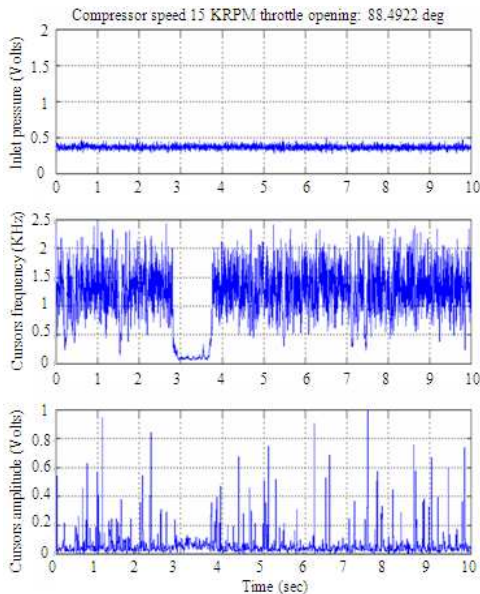 Compressor speed 15 KRPM throttle opening: 88.4922 deg
Inlet pressure (Volts)
2
1.5
1
0.5
0
0 1 2 3 4 5 6 7 8 9 10
Cursors frequency (KHz)
2.5
2.0
1.5
1.0
0.5
0
0 1 2 3 4 5 6 7 8 9 10
Cursors amplitude (Volts)
1
0.8
0.6
0.4
0.2
0
0 1 2 3 4 5 6 7 8 9 10
Time (sec)